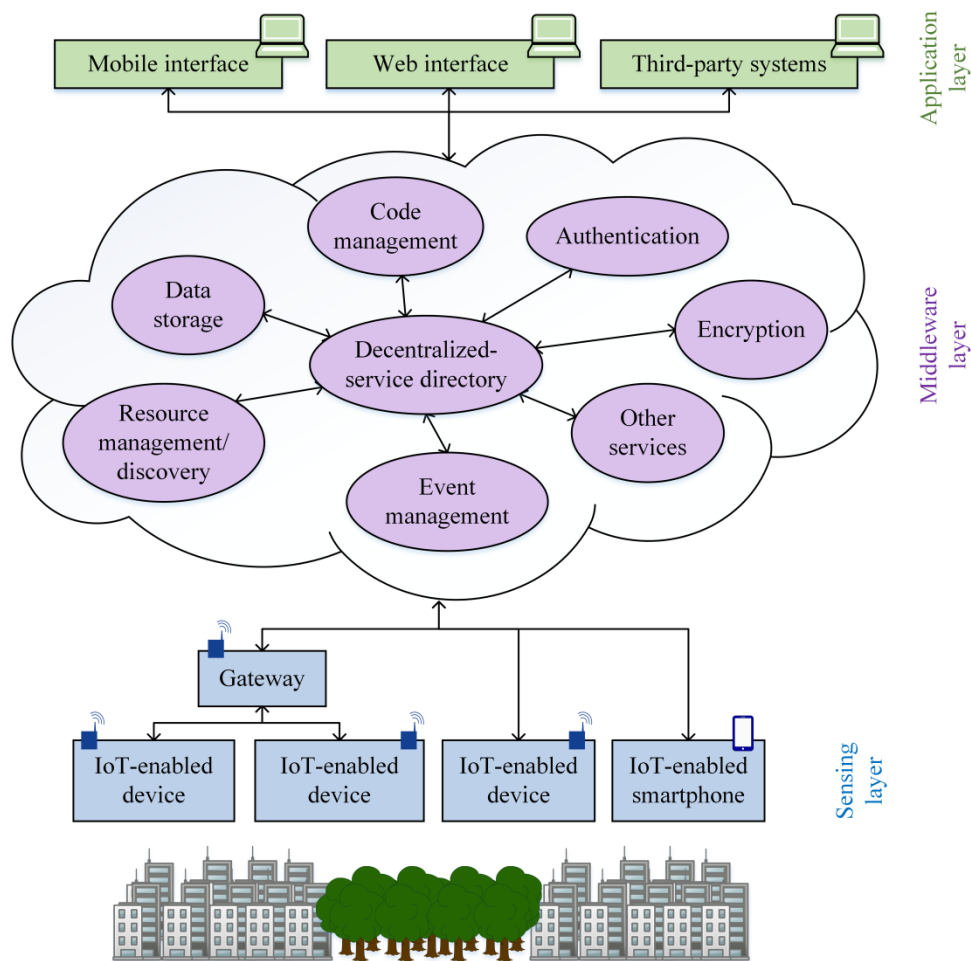 Mobile interface
Web interface
Third-party systems
Application
layer
Code
management
Authentication
Data
storage
Encryption
Decentralized-
service directory
Middleware
layer
Resource
management/
discovery
Other
services
Event
management
Gateway
IoT-enabled
device
IoT-enabled
device
IoT-enabled
device
IoT-enabled
smartphone
Sensing
layer